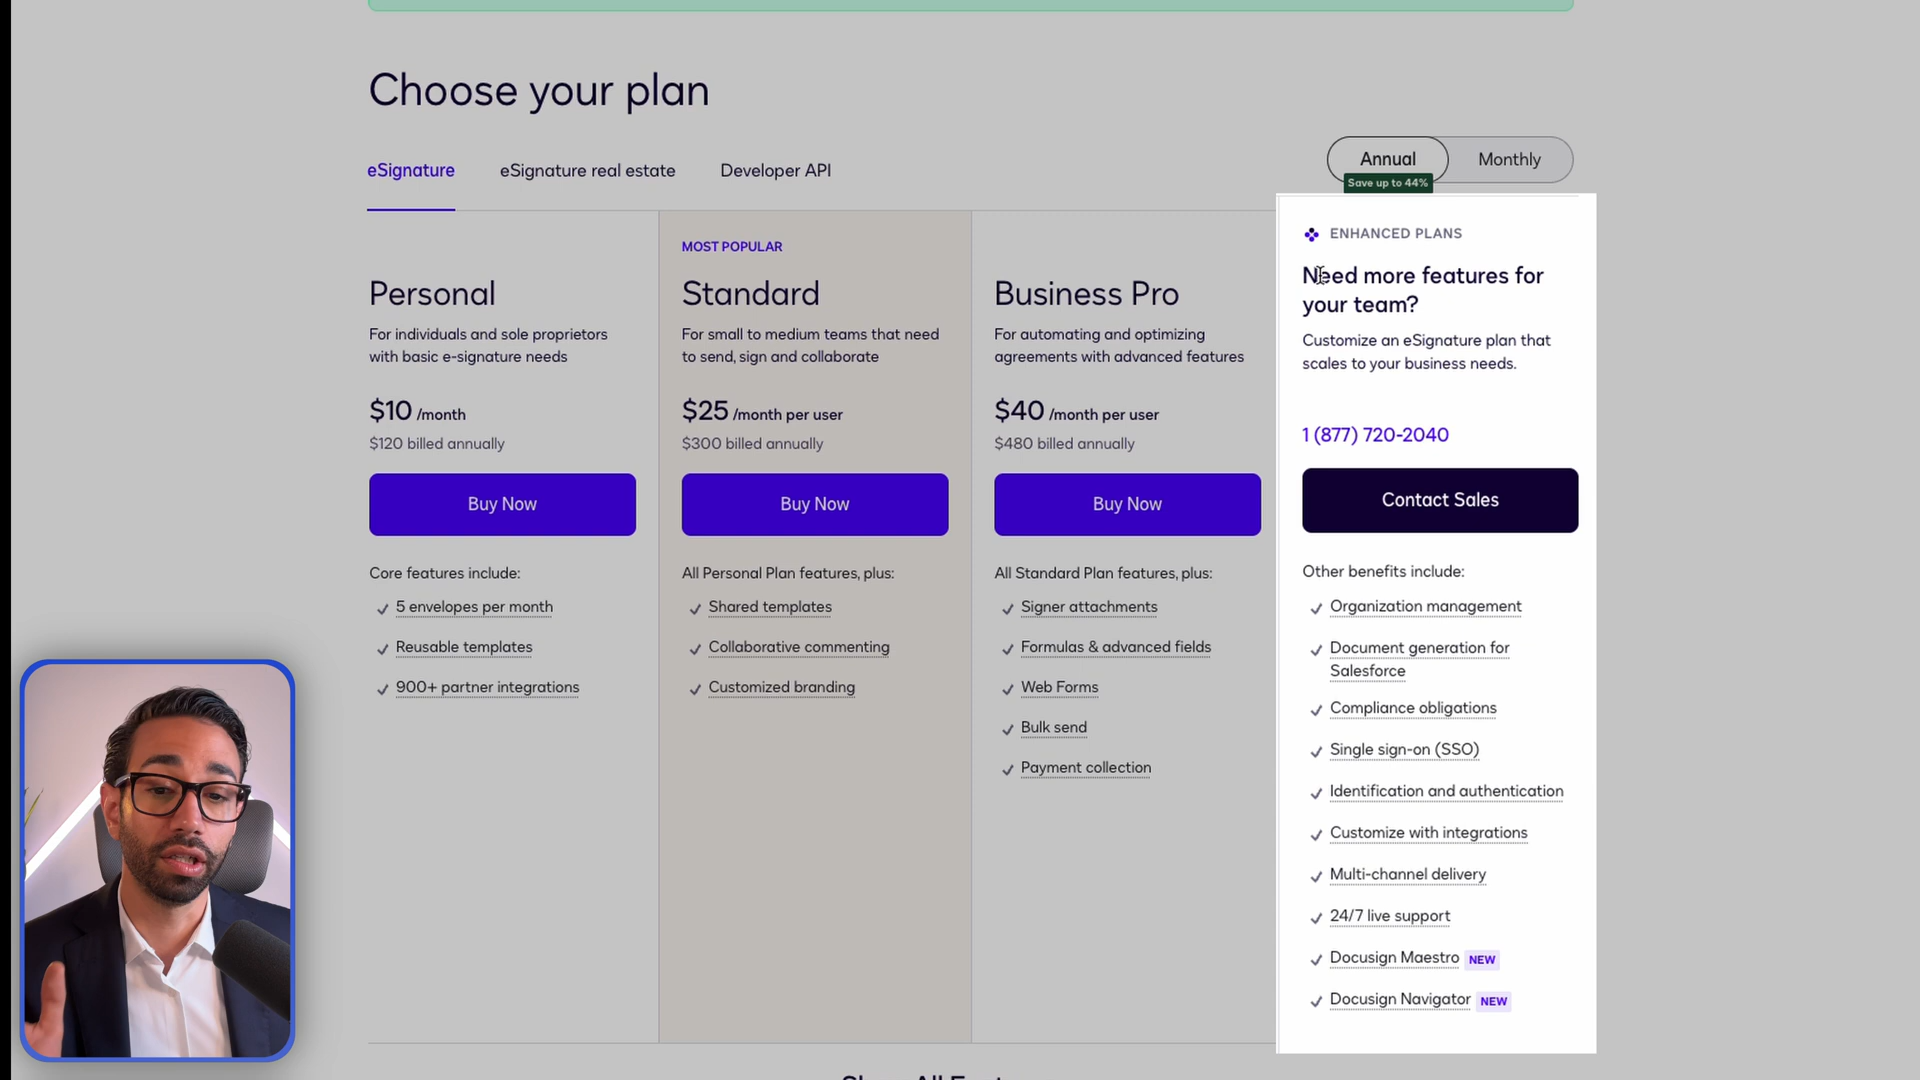 Choose your plan
eSignature
eSignature real estate
Developer API
Annual
Monthly
Save up to 44%
Personal
For individuals and sole proprietors
with basic e-signature needs
$10 /month
$120 billed annually
Buy Now
Core features include:
5 envelopes per month
Reusable templates
900+ partner integrations
MOST POPULAR
Standard
For small to medium teams that need
to send, sign and collaborate
$25 /month per user
$300 billed annually
Buy Now
All Personal Plan features, plus:
Shared templates
Collaborative commenting
Customized branding
Business Pro
For automating and optimizing
agreements with advanced features
$40 /month per user
$480 billed annually
Buy Now
All Standard Plan features, plus:
Signer attachments
Formulas & advanced fields
Web Forms
Bulk send
Payment collection
ENHANCED PLANS
Need more features for
your team?
Customize an eSignature plan that
scales to your business needs.
1 (877) 720-2040
Contact Sales
Other benefits include:
Organization management
Document generation for
Salesforce
Compliance obligations
Single sign-on (SSO)
Identification and authentication
Customize with integrations
Multi-channel delivery
24/7 live support
Docusign Maestro NEW
Docusign Navigator NEW